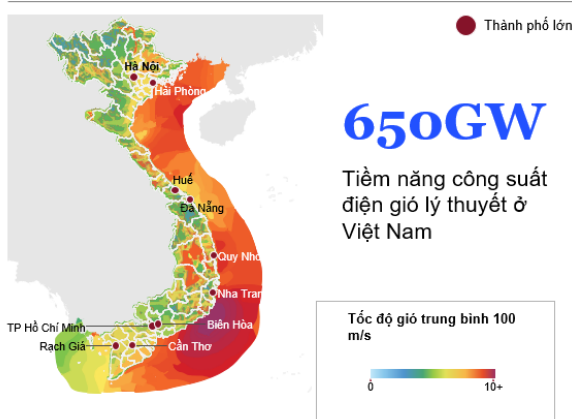 Thành phố lớn
Hà Nội
Hải Phòng
650GW
Tiềm năng công suất
điện gió lý thuyết ở
Việt Nam
Huế
Đà Nẵng
Quy Nho
Nha Tran
TP Hồ Chí Minh
Biên Hòa
Rạch Giá
Cần Thơ
Tốc độ gió trung bình 100
m/s
0
10+